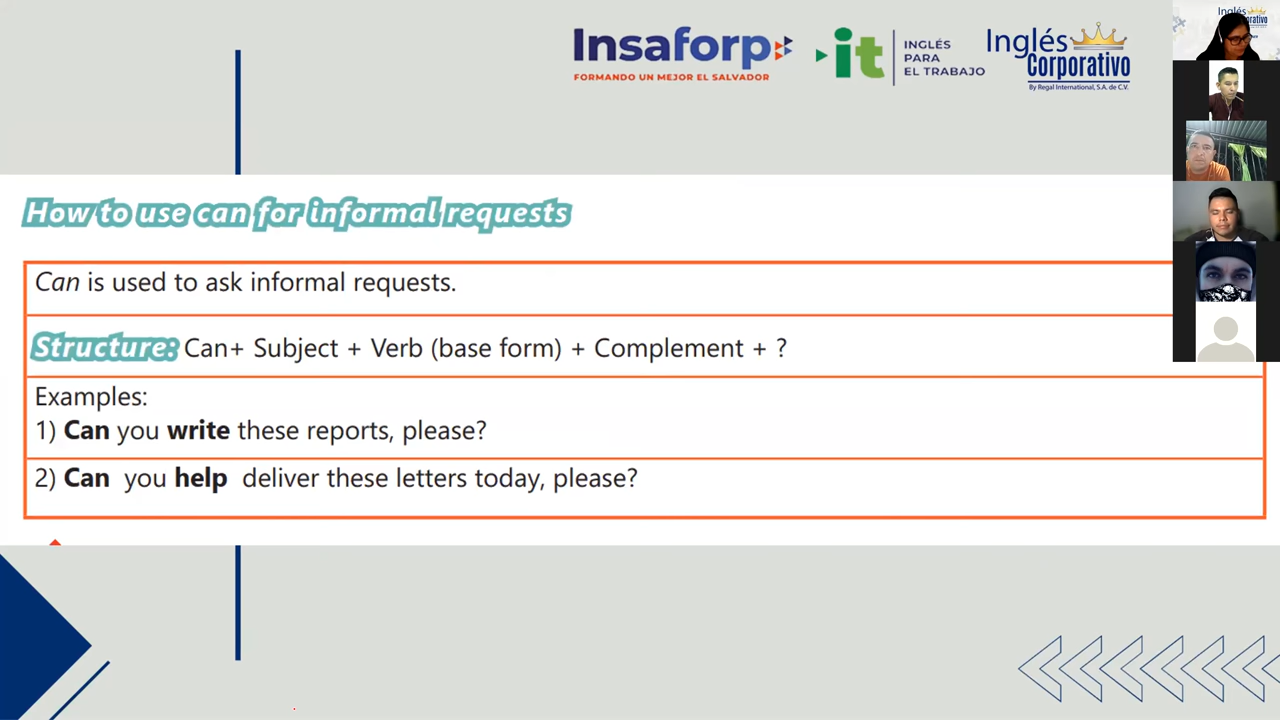 Insaforp
FORMANDO UN MEJOR EL SALVADOR
it
INGLÉS
PARA
EL TRABAJO
Inglés
Corporativo
By Regal International, S.A. de C.V.
Inglés
How to use can for informal requests
Can is used to ask informal requests.
Structure: Can+ Subject + Verb (base form) + Complement + ?
Examples:
1) Can you write these reports, please?
2) Can you help deliver these letters today, please?